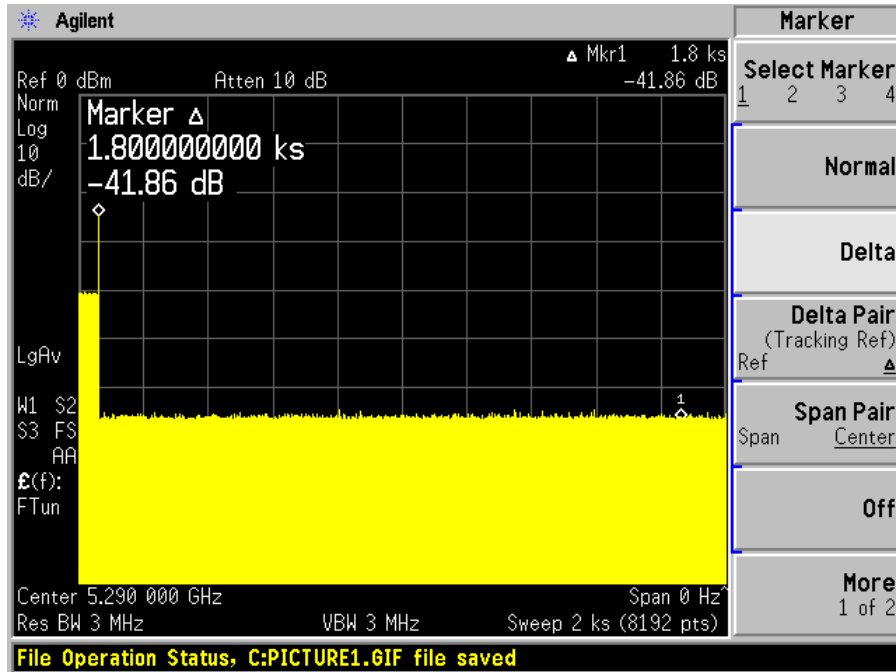 Agilent
Marker
Δ Mkr1 1.8 ks
Ref 0 dBm Atten 10 dB -41.86 dB
Norm
Log
10
dB/
Marker Δ
1.800000000 ks
-41.86 dB
1
LgAv
W1 S2
S3 FS
AA
£(f):
FTun
Center 5.290 000 GHz Span 0 Hz^
Res BW 3 MHz VBW 3 MHz Sweep 2 ks (8192 pts)
File Operation Status, C:PICTURE1.GIF file saved
Select Marker
1 2 3 4
Normal
Delta
Delta Pair
(Tracking Ref)
Ref Δ
Span Pair
Span Center
Off
More
1 of 2